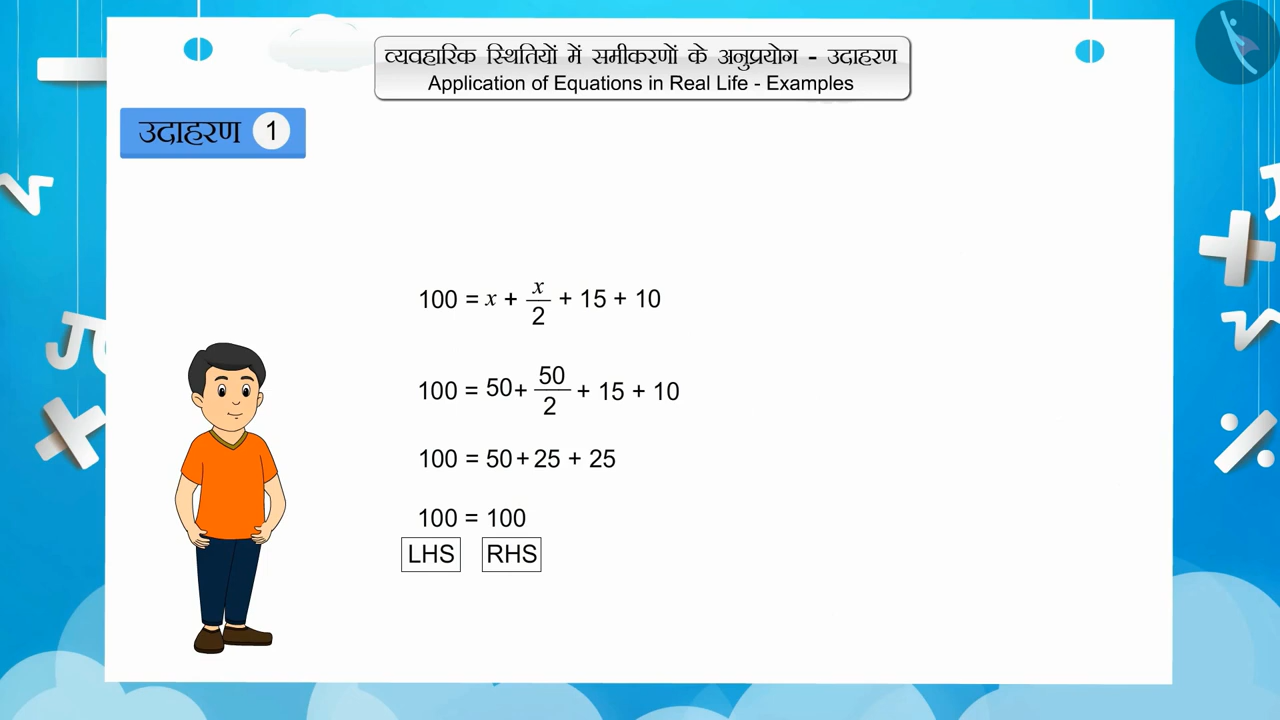 व्यवहारिक स्थितियों में समीकरणों के अनुप्रयोग - उदाहरण
Application of Equations in Real Life - Examples
उदाहरण 1
100 = x + x/2 + 15 + 10
100 = 50 + 50/2 + 15 + 10
100 = 50 + 25 + 25
100 = 100
LHS RHS